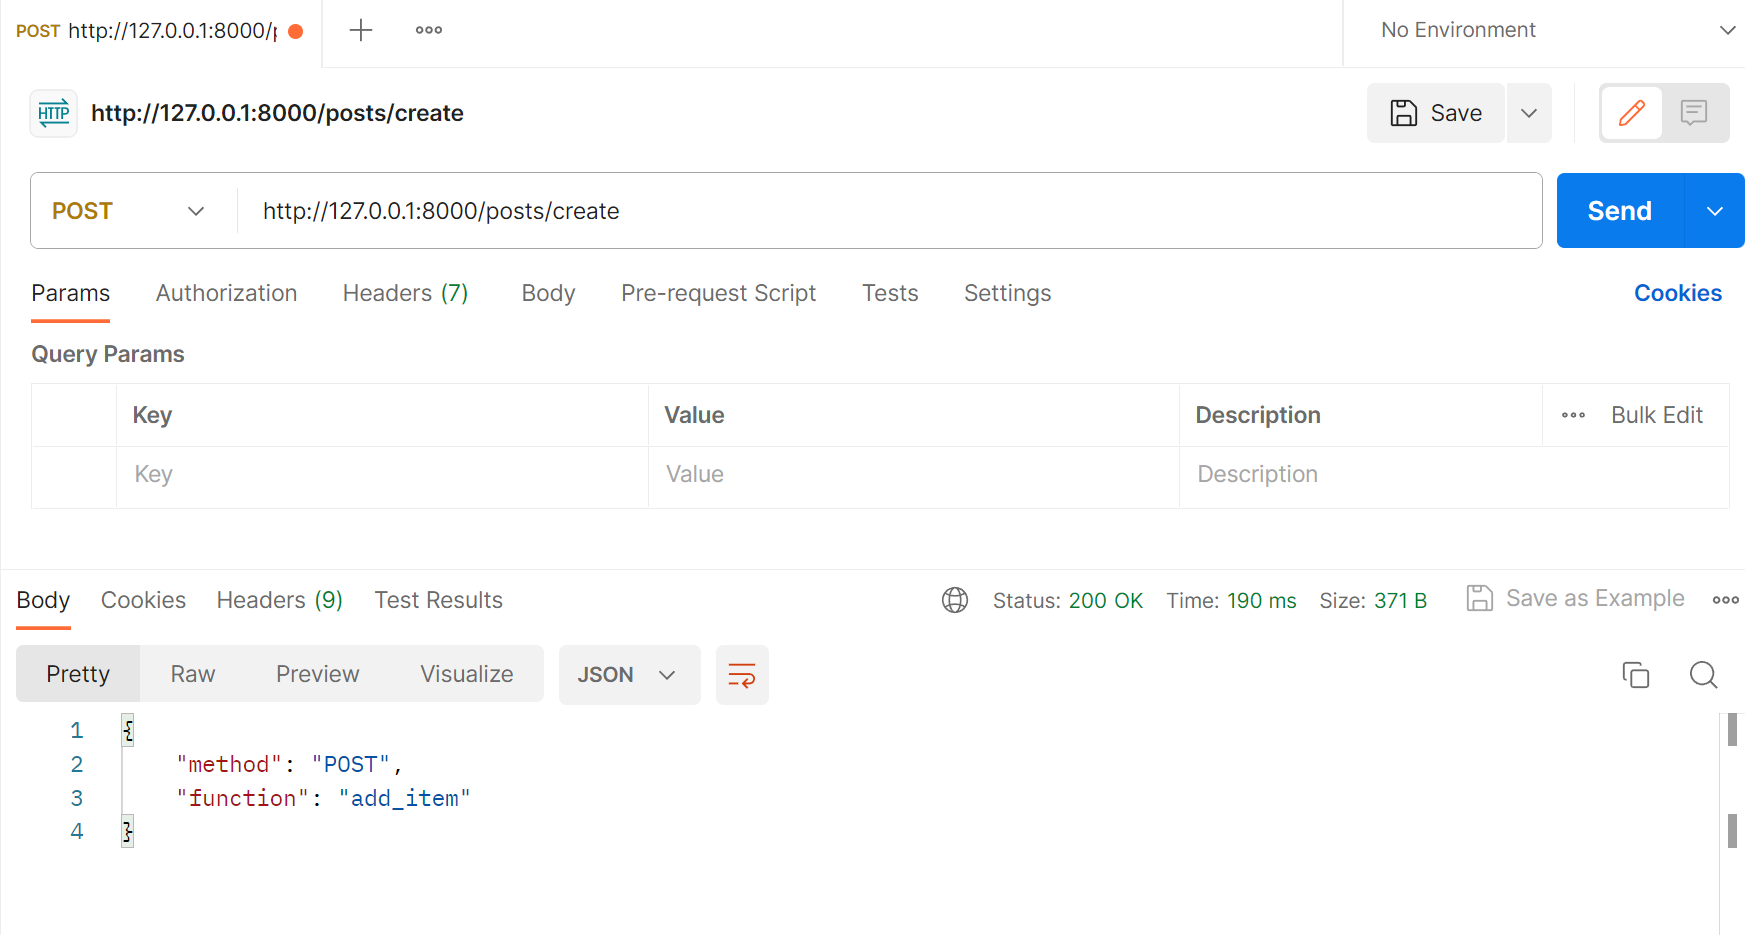 POST http://127.0.0.1:8000/p
No Environment
HTTP http://127.0.0.1:8000/posts/create
Save
POST http://127.0.0.1:8000/posts/create
Send
Params Authorization Headers (7) Body Pre-request Script Tests Settings Cookies
Query Params
Key Value Description Bulk Edit
Key Value Description
Body Cookies Headers (9) Test Results Status: 200 OK Time: 190 ms Size: 371 B Save as Example
Pretty Raw Preview Visualize JSON
1 {
2 "method": "POST",
3 "function": "add_item"
4 }